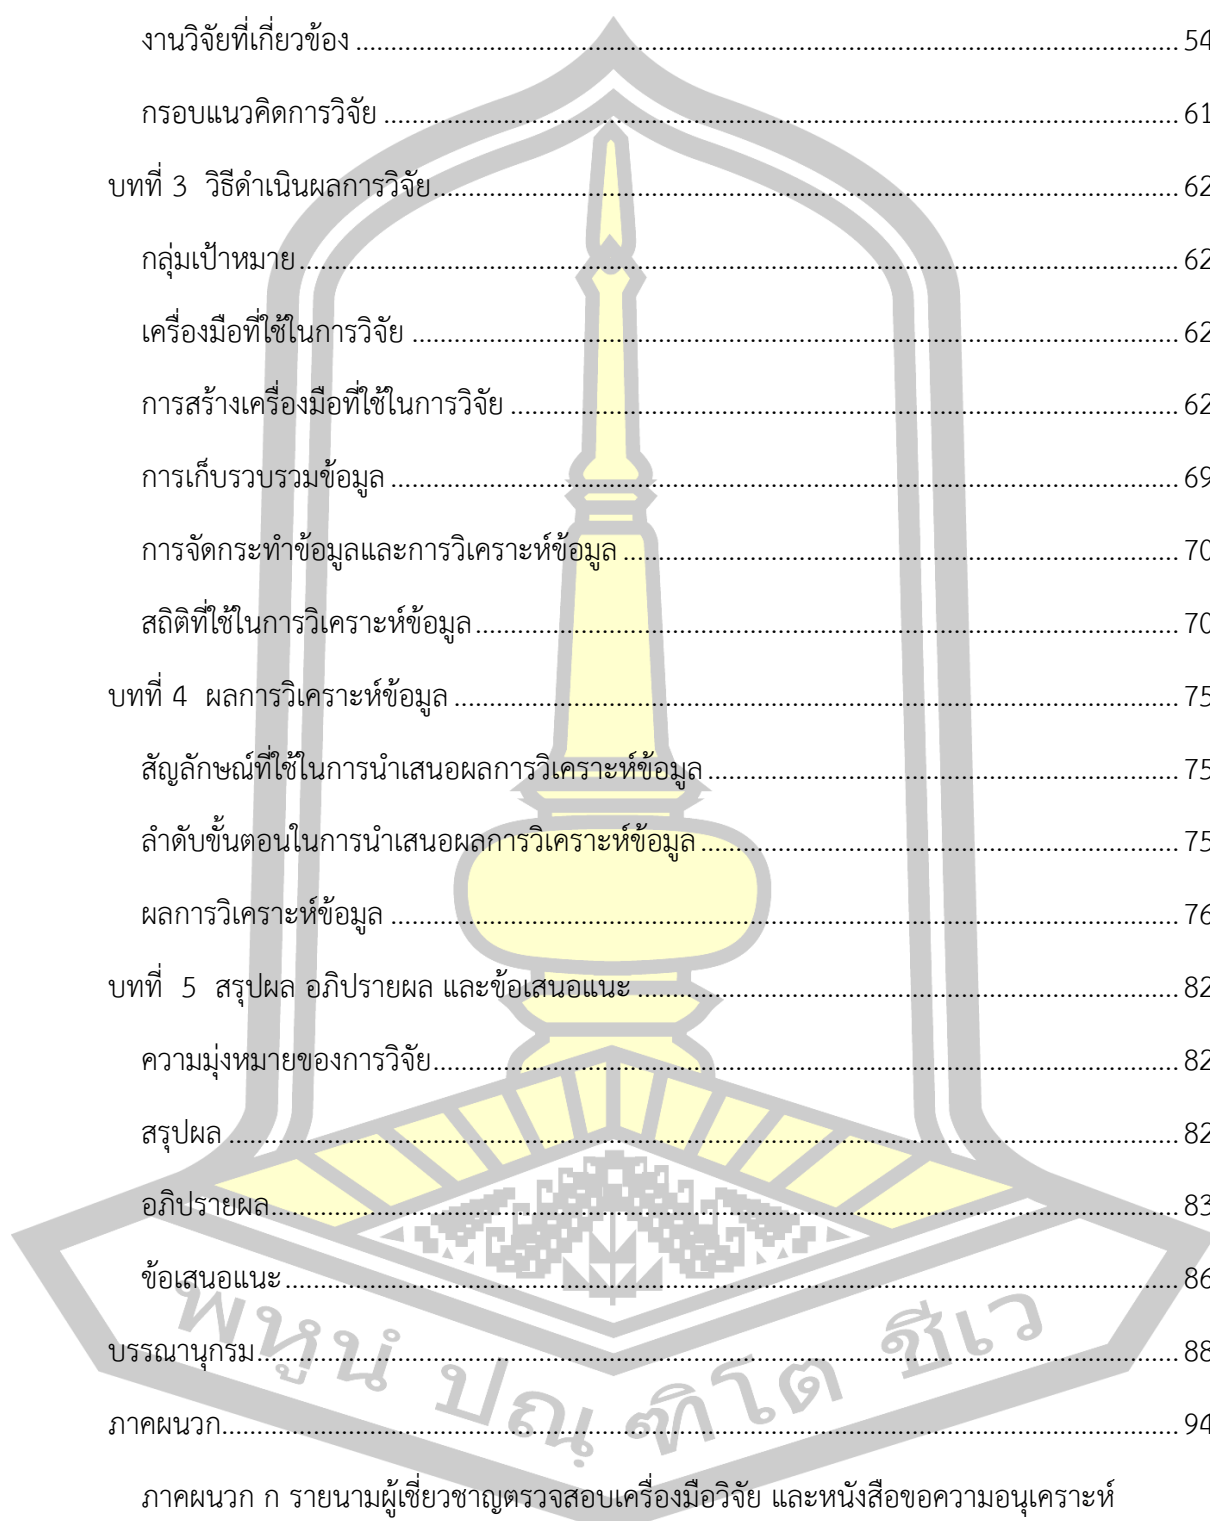 งานวิจัยที่เกี่ยวข้อง ........ 54
กรอบแนวคิดการวิจัย ........ 61
บทที่ 3 วิธีดำเนินผลการวิจัย ........ 62
กลุ่มเป้าหมาย ........ 62
เครื่องมือที่ใช้ในการวิจัย ........ 62
การสร้างเครื่องมือที่ใช้ในการวิจัย ........ 62
การเก็บรวบรวมข้อมูล ........ 69
การจัดกระทำข้อมูลและการวิเคราะห์ข้อมูล ........ 70
สถิติที่ใช้ในการวิเคราะห์ข้อมูล ........ 70
บทที่ 4 ผลการวิเคราะห์ข้อมูล ........ 75
สัญลักษณ์ที่ใช้ในการนำเสนอผลการวิเคราะห์ข้อมูล ........ 75
ลำดับขั้นตอนในการนำเสนอผลการวิเคราะห์ข้อมูล ........ 75
ผลการวิเคราะห์ข้อมูล ........ 76
บทที่ 5 สรุปผล อภิปรายผล และข้อเสนอแนะ ........ 82
ความมุ่งหมายของการวิจัย ........ 82
สรุปผล ........ 82
อภิปรายผล ........ 83
ข้อเสนอแนะ ........ 86
บรรณานุกรม ........ 88
ภาคผนวก ........ 94
ภาคผนวก ก รายนามผู้เชี่ยวชาญตรวจสอบเครื่องมือวิจัย และหนังสือขอความอนุเคราะห์
พหูนํ ปณฺฑิโต ชีเว